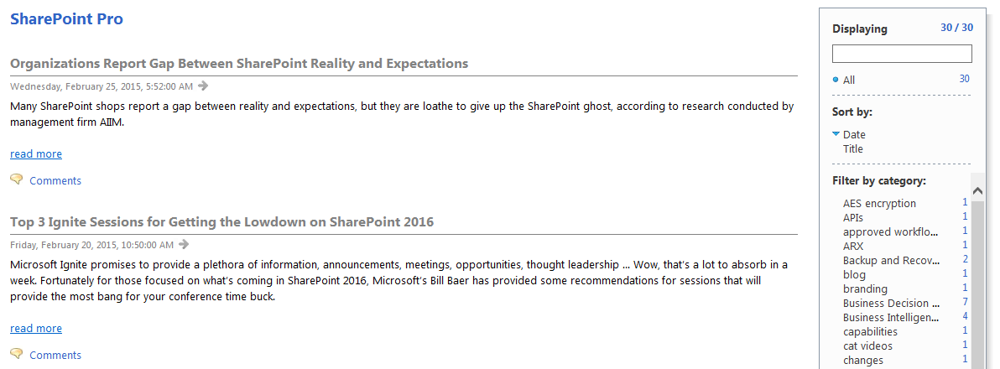 SharePoint Pro
Organizations Report Gap Between SharePoint Reality and Expectations
Wednesday, February 25, 2015, 5:52:00 AM
Many SharePoint shops report a gap between reality and expectations, but they are loathe to give up the SharePoint ghost, according to research conducted by
management firm AIIM.
read more
Comments
Top 3 Ignite Sessions for Getting the Lowdown on SharePoint 2016
Friday, February 20, 2015, 10:50:00 AM
Microsoft Ignite promises to provide a plethora of information, announcements, meetings, opportunities, thought leadership ... Wow, that's a lot to absorb in a
week. Fortunately for those focused on what's coming in SharePoint 2016, Microsoft's Bill Baer has provided some recommendations for sessions that will
provide the most bang for your conference time buck.
read more
Comments
Displaying 30 / 30
All 30
Sort by:
Date
Title
Filter by category:
AES encryption 1
APIs 1
approved workflo... 1
ARX 1
Backup and Recov... 2
blog 1
branding 1
Business Decision ... 7
Business Intelligen... 4
capabilities 1
cat videos 1
changes 1